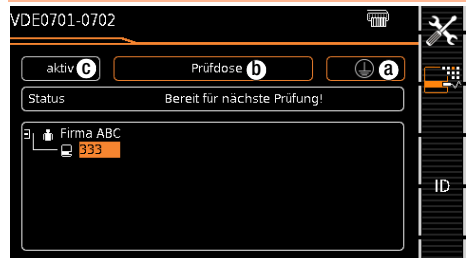 VDE0701-0702
aktiv c Prüfdose b a
Status Bereit für nächste Prüfung!
Firma ABC
333
ID